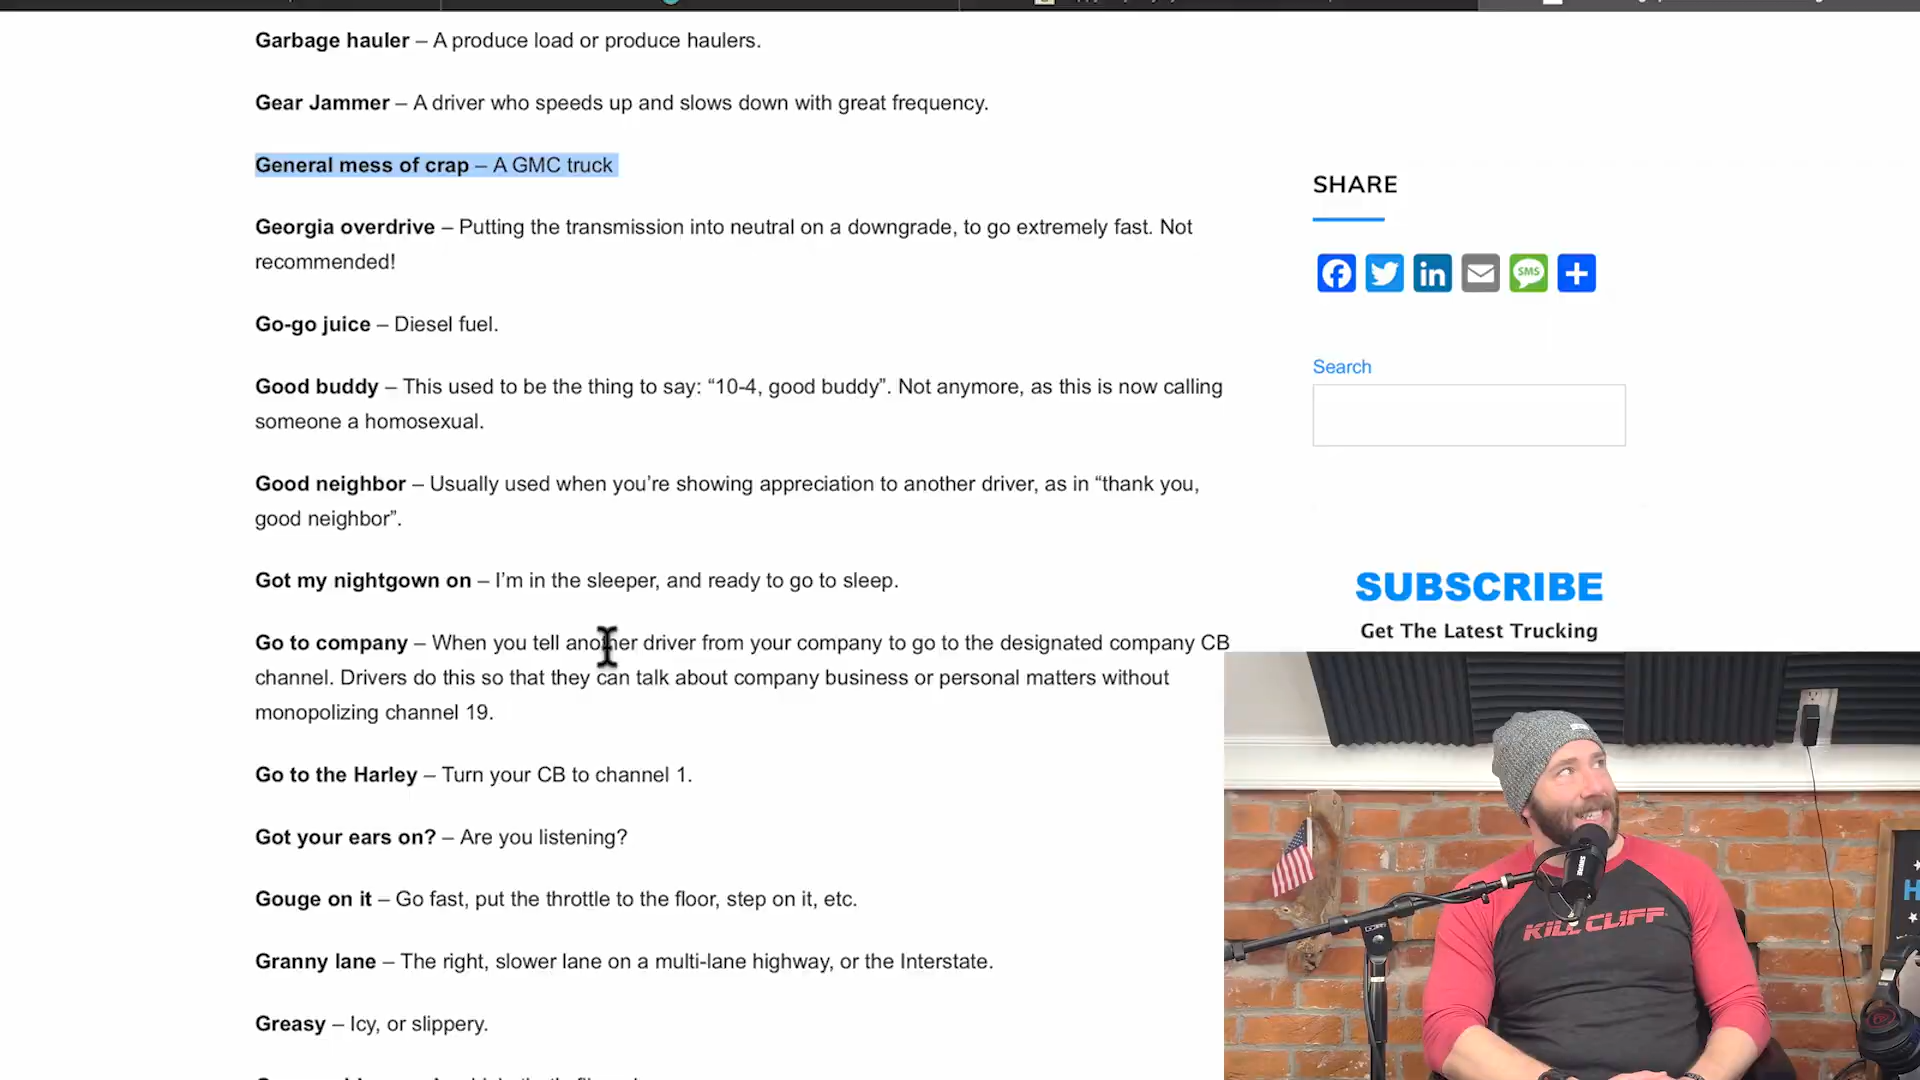 Garbage hauler – A produce load or produce haulers.
Gear Jammer – A driver who speeds up and slows down with great frequency.
General mess of crap – A GMC truck
Georgia overdrive – Putting the transmission into neutral on a downgrade, to go extremely fast. Not
recommended!
Go-go juice – Diesel fuel.
Good buddy – This used to be the thing to say: “10-4, good buddy”. Not anymore, as this is now calling
someone a homosexual.
Good neighbor – Usually used when you’re showing appreciation to another driver, as in “thank you,
good neighbor”.
Got my nightgown on – I’m in the sleeper, and ready to go to sleep.
Go to company – When you tell another driver from your company to go to the designated company CB
channel. Drivers do this so that they can talk about company business or personal matters without
monopolizing channel 19.
Go to the Harley – Turn your CB to channel 1.
Got your ears on? – Are you listening?
Gouge on it – Go fast, put the throttle to the floor, step on it, etc.
Granny lane – The right, slower lane on a multi-lane highway, or the Interstate.
Greasy – Icy, or slippery.
SHARE
SMS
Search
SUBSCRIBE
Get The Latest Trucking
KILL CLIFF